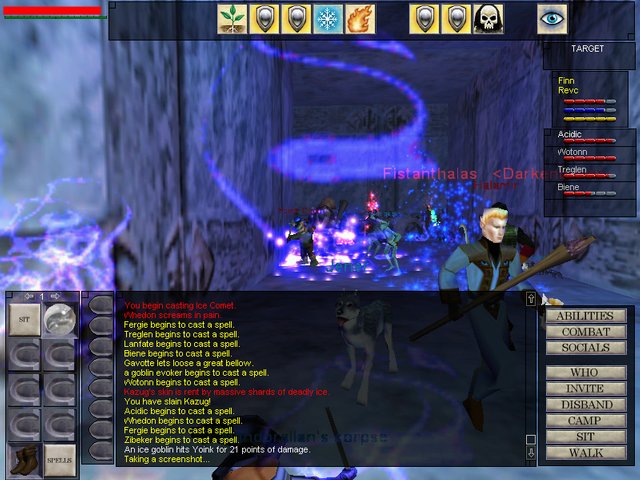 TARGET
Finn
Revc
Acidic
Wotonn
Treglen
Biene
Fistanthalas <Darken
1
SIT
SPELLS
You begin casting Ice Comet.
Whedon screams in pain.
Fergie begins to cast a spell.
Treglen begins to cast a spell.
Lanfate begins to cast a spell.
Biene begins to cast a spell.
Gavotte lets loose a great bellow.
a goblin evoker begins to cast a spell.
Wotonn begins to cast a spell.
Kazug's skin is rent by massive shards of deadly ice.
You have slain Kazug!
Acidic begins to cast a spell.
Whedon begins to cast a spell.
Fergie begins to cast a spell.
Zibeker begins to cast a spell.
An ice goblin hits Yoink for 21 points of damage.
Taking a screenshot...
corpse
ABILITIES
COMBAT
SOCIALS
WHO
INVITE
DISBAND
CAMP
SIT
WALK